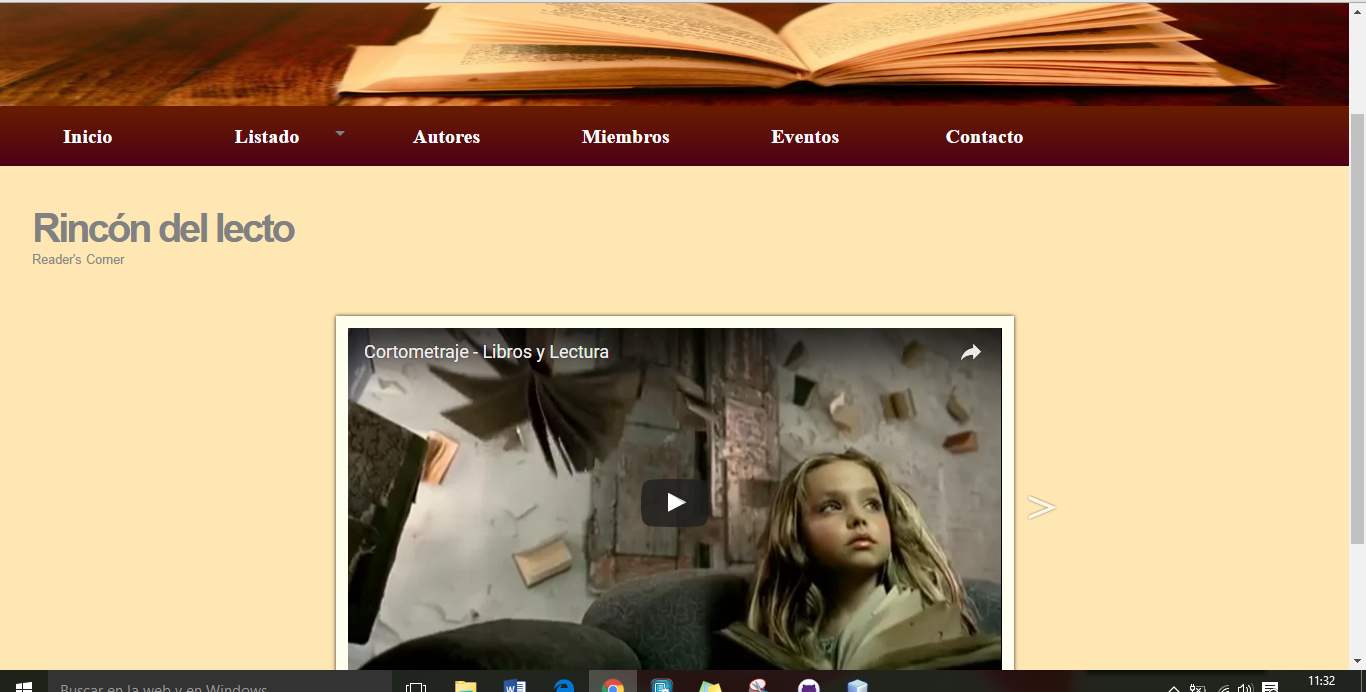 Inicio Listado Autores Miembros Eventos Contacto
Rincón del lecto
Reader's Corner
Cortometraje - Libros y Lectura
>
Buscar en la web y en Windows
11:32